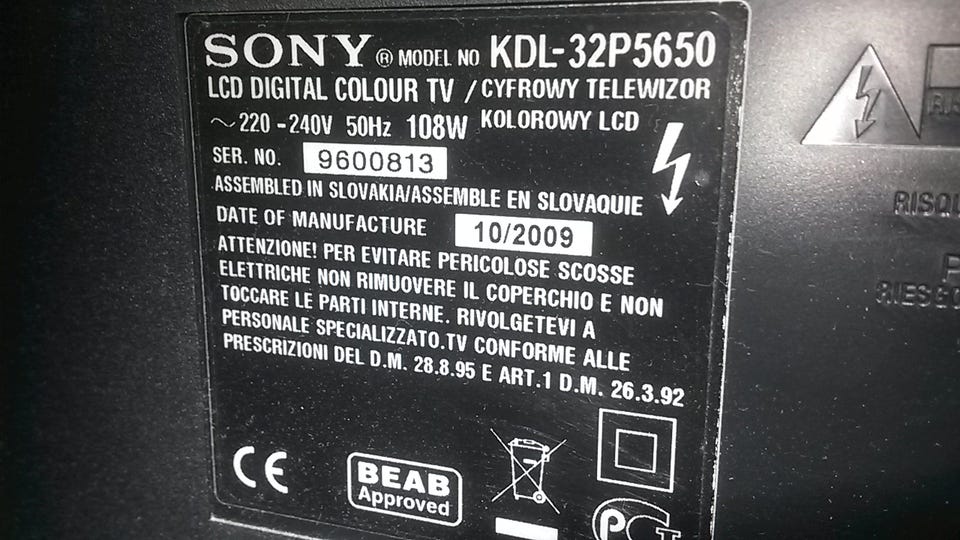 SONY® MODEL NO KDL-32P5650
LCD DIGITAL COLOUR TV / CYFROWY TELEWIZOR
~ 220 -240V 50Hz 108W KOLOROWY LCD
SER. NO. 9600813
ASSEMBLED IN SLOVAKIA/ASSEMBLE EN SLOVAQUIE
DATE OF MANUFACTURE 10/2009
ATTENZIONE! PER EVITARE PERICOLOSE SCOSSE
ELETTRICHE NON RIMUOVERE IL COPERCHIO E NON
TOCCARE LE PARTI INTERNE. RIVOLGETEVI A
PERSONALE SPECIALIZZATO.TV CONFORME ALLE
PRESCRIZIONI DEL D.M. 28.8.95 E ART.1 D.M. 26.3.92
CE
BEAB
Approved